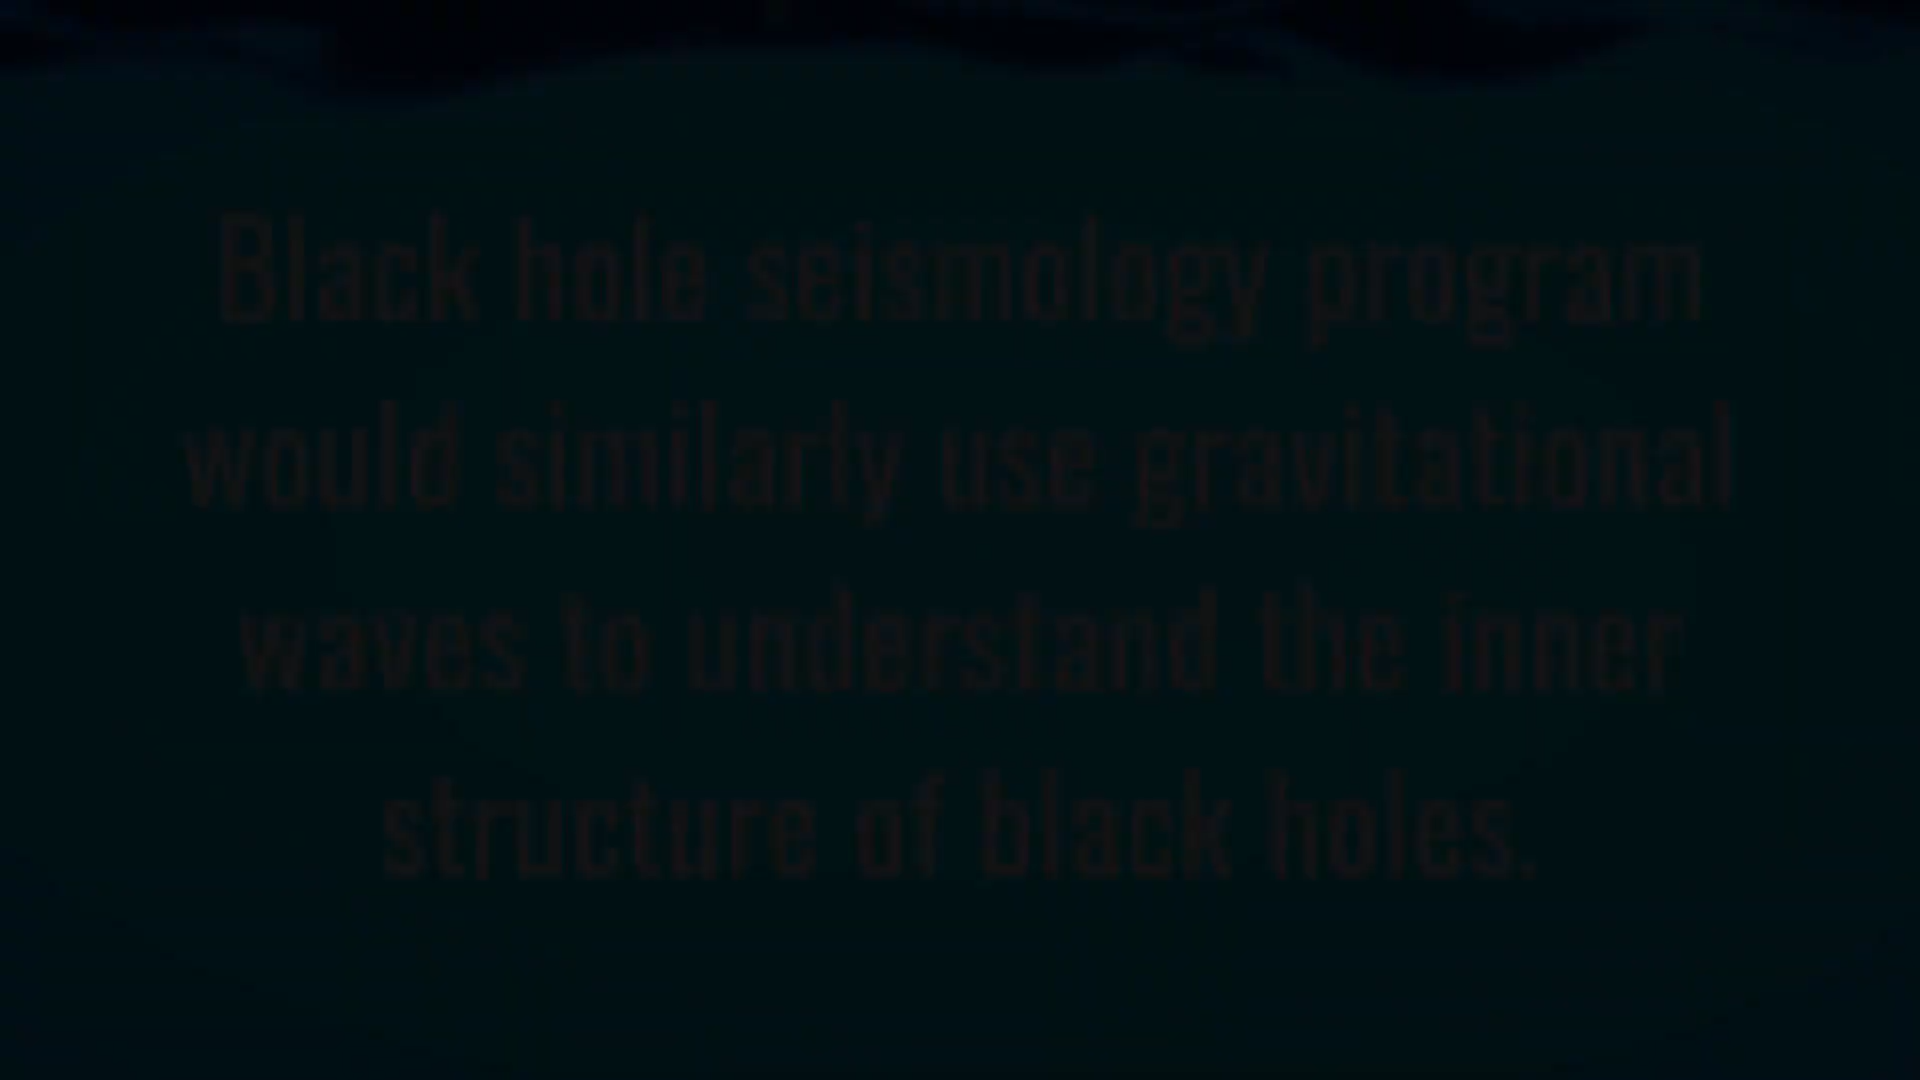 Black hole seismology program
would similarly use gravitational
waves to understand the inner
structure of black holes.